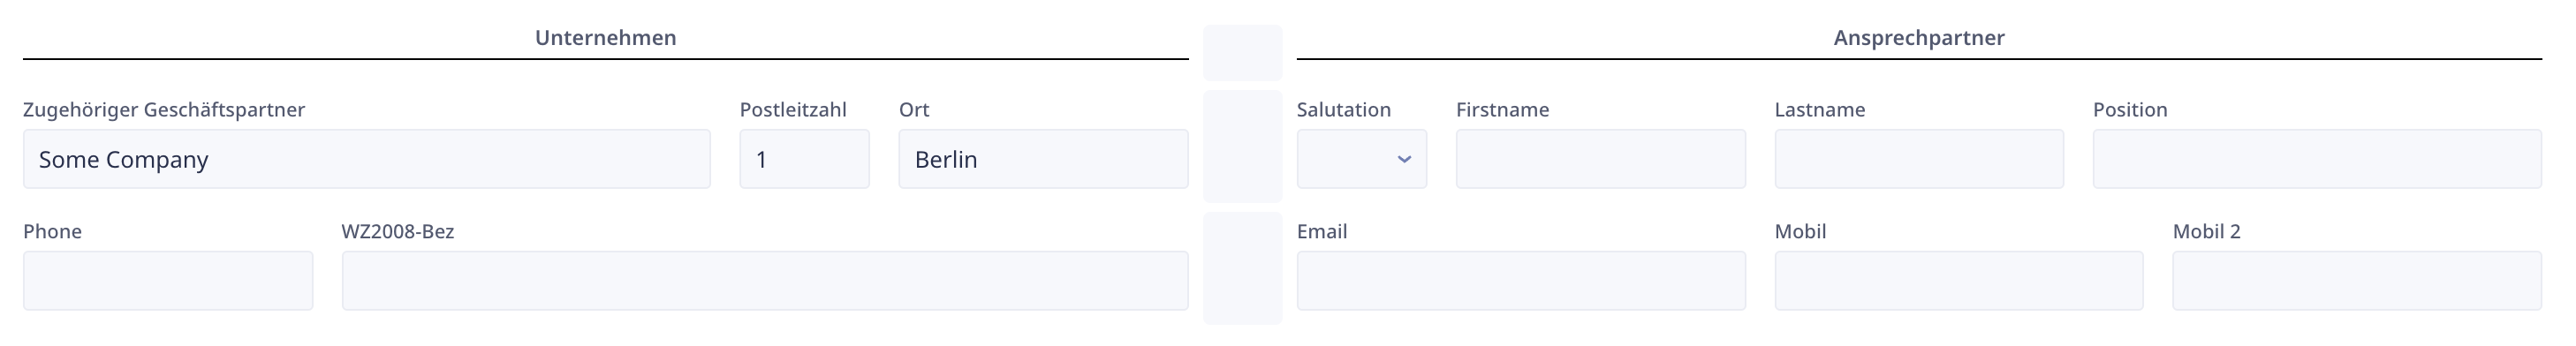 Unternehmen
Ansprechpartner
Zugehöriger Geschäftspartner Postleitzahl Ort
Salutation Firstname Lastname Position
Some Company 1 Berlin
Phone WZ2008-Bez
Email Mobil Mobil 2